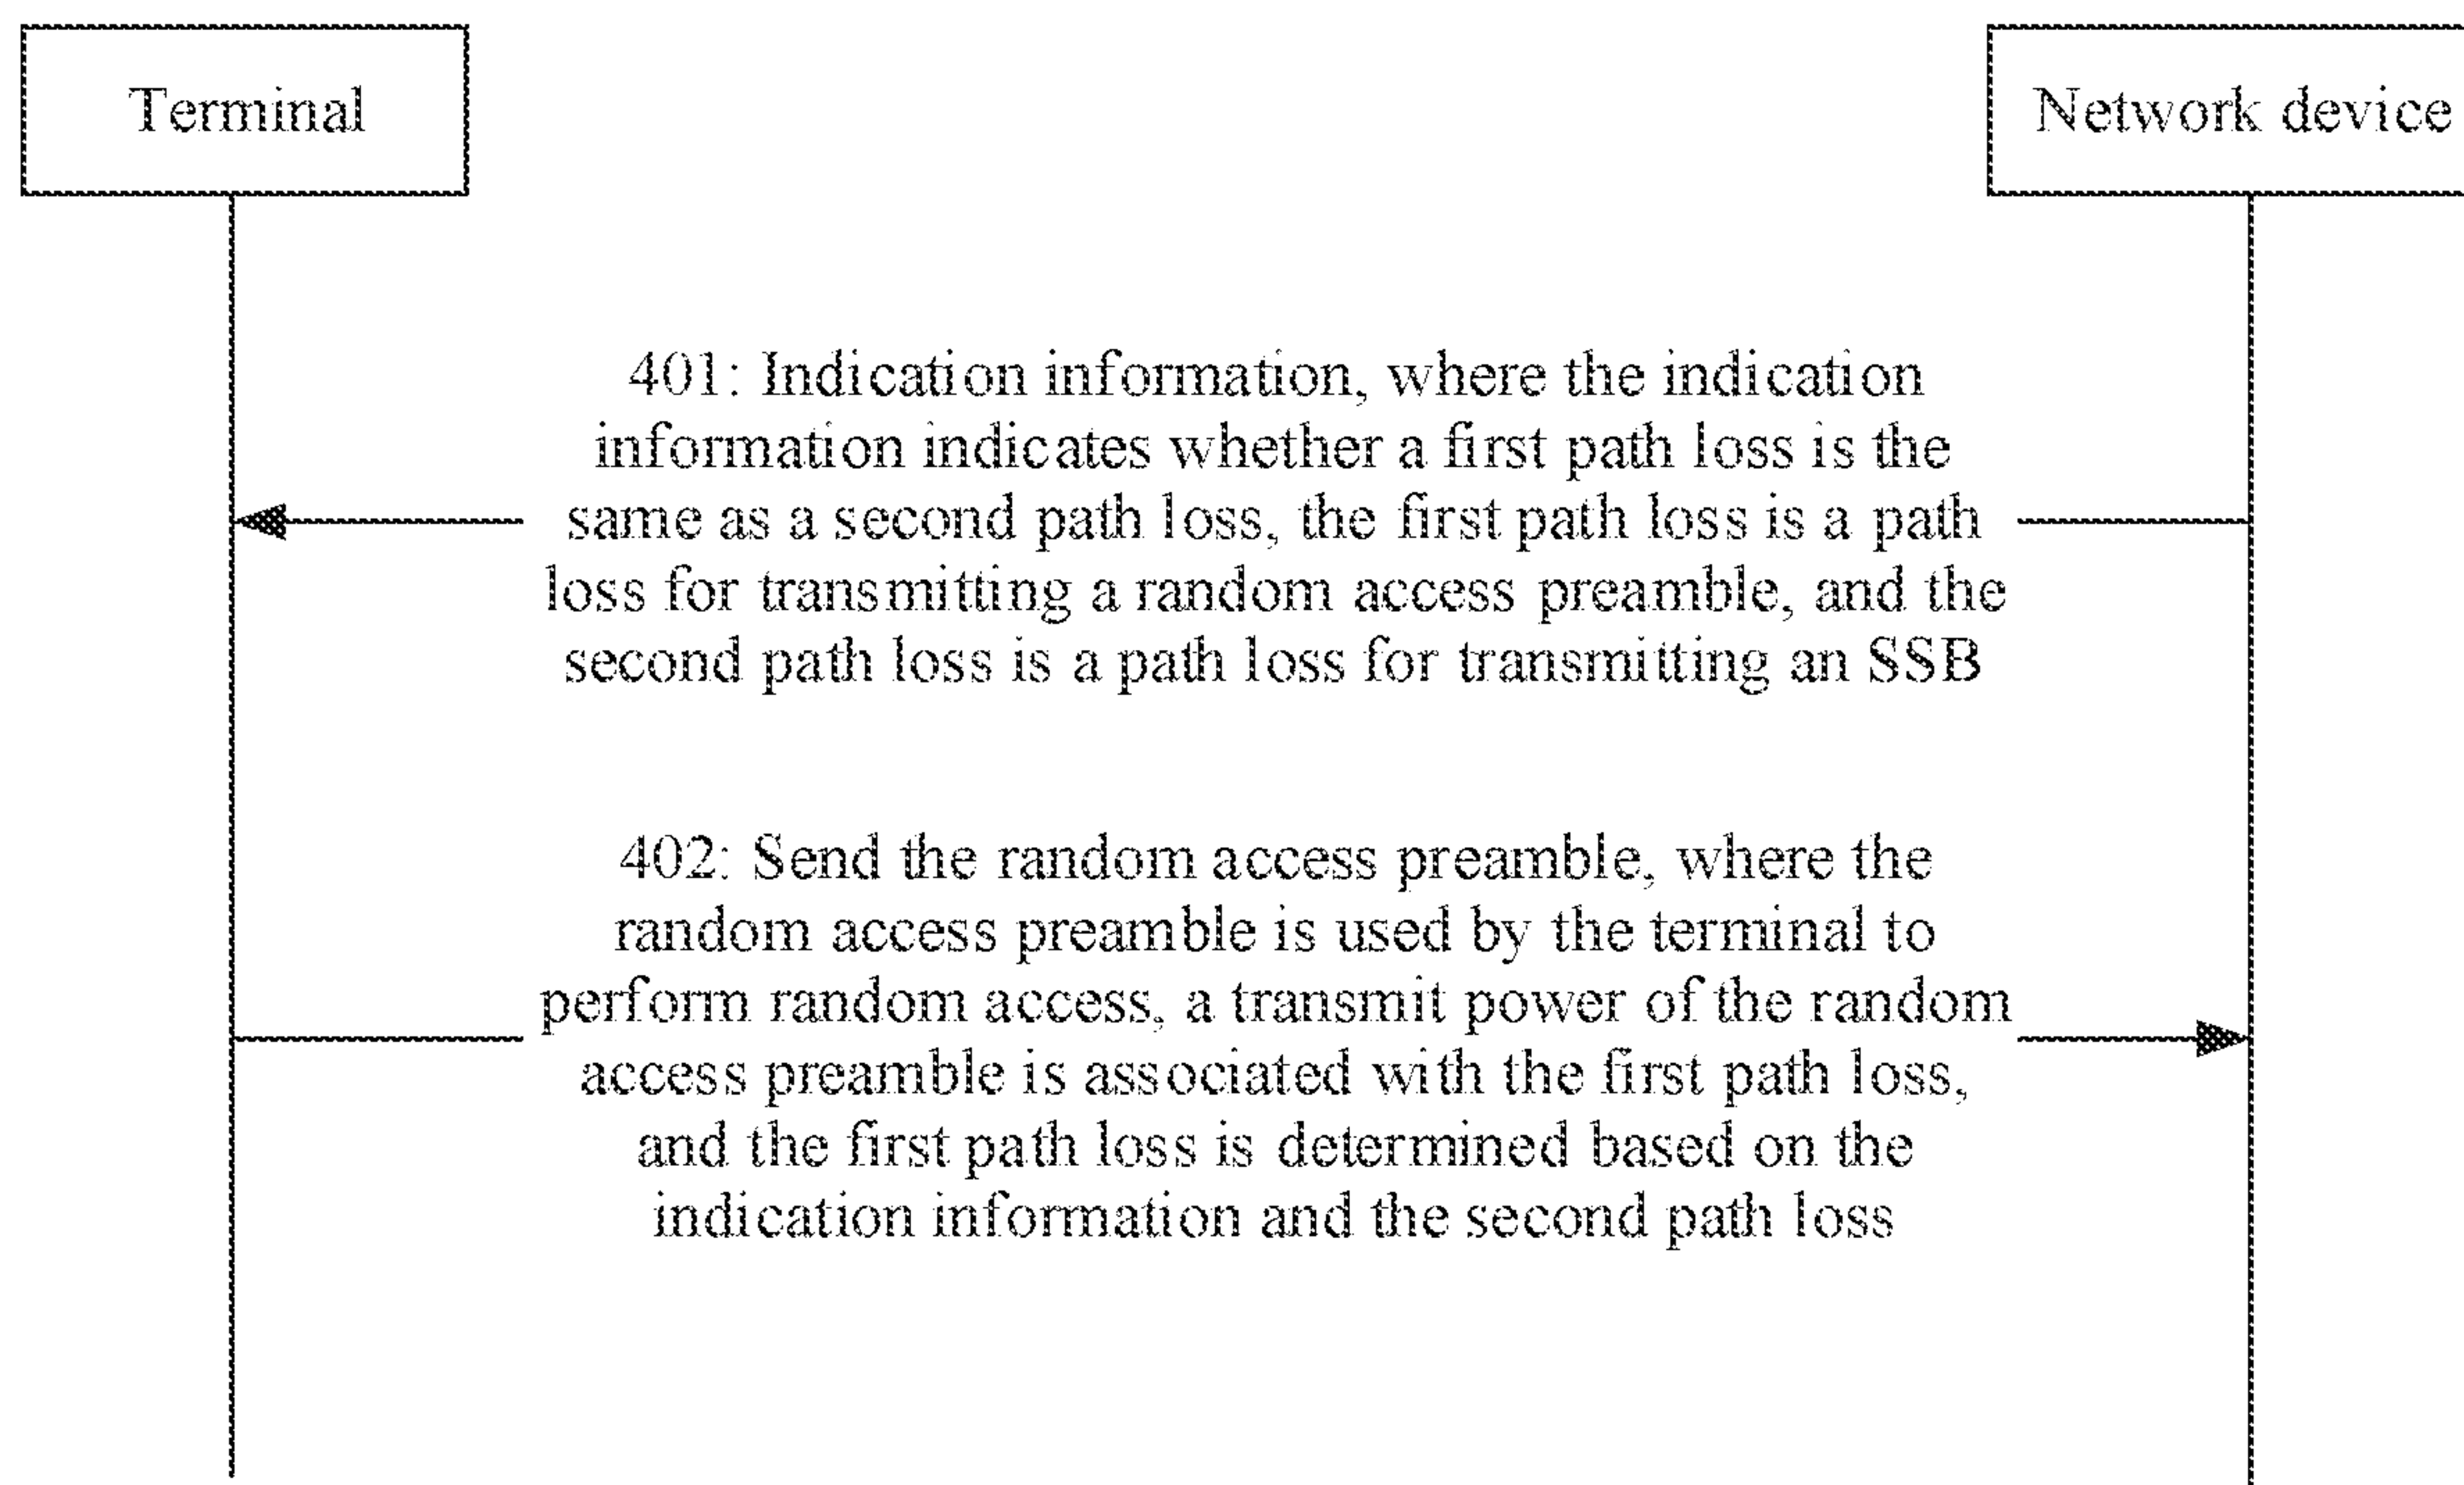 Terminal
Network device
401: Indication information, where the indication
information indicates whether a first path loss is the
same as a second path loss, the first path loss is a path
loss for transmitting a random access preamble, and the
second path loss is a path loss for transmitting an SSB
402: Send the random access preamble, where the
random access preamble is used by the terminal to
perform random access, a transmit power of the random
access preamble is associated with the first path loss,
and the first path loss is determined based on the
indication information and the second path loss